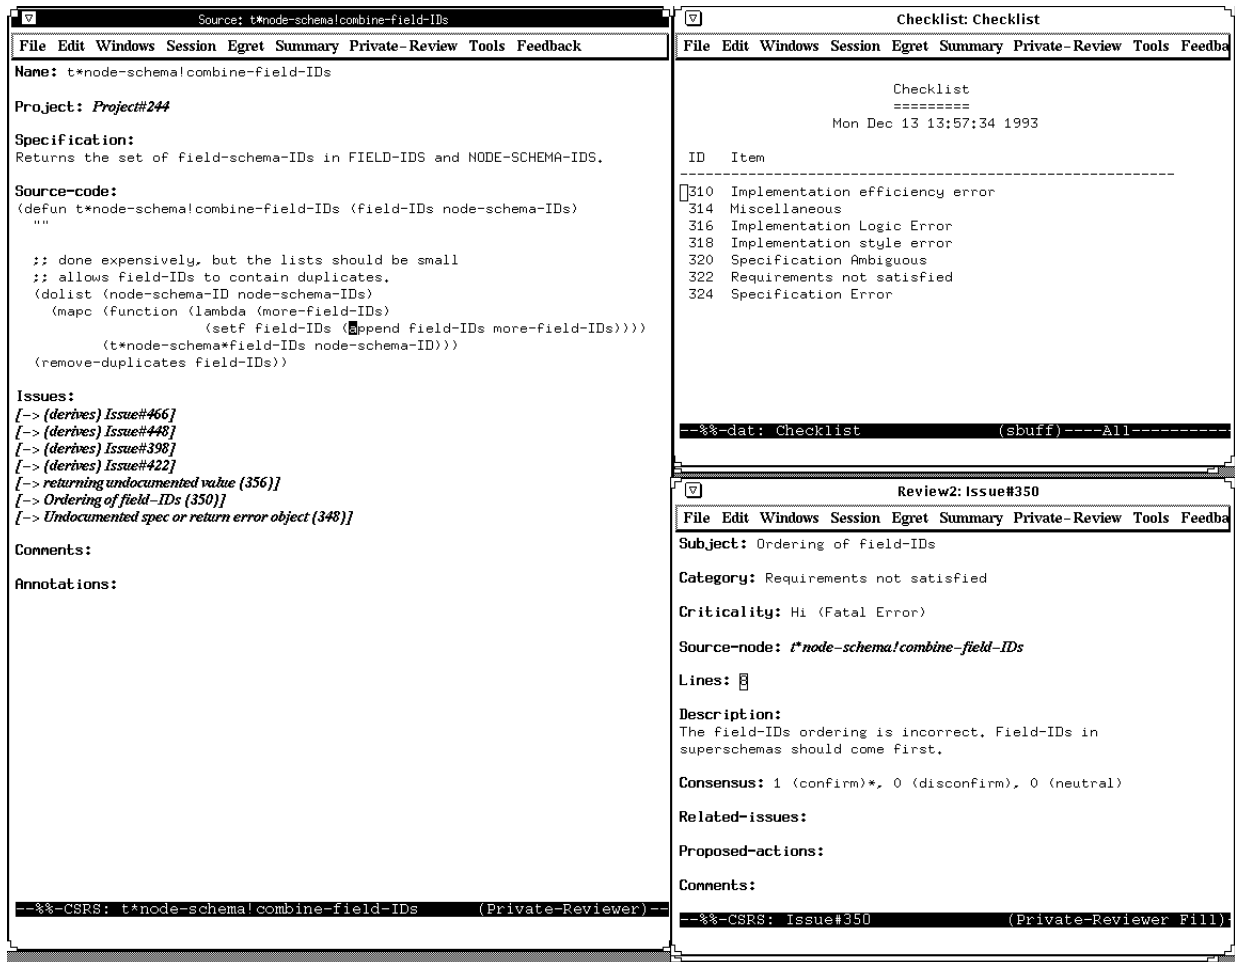 Source: t*node-schema!combine-field-IDs
File Edit Windows Session Egret Summary Private-Review Tools Feedback
Name: t*node-schema!combine-field-IDs
Project: Project#244
Specification:
Returns the set of field-schema-IDs in FIELD-IDS and NODE-SCHEMA-IDS.
Source-code:
(defun t*node-schema!combine-field-IDs (field-IDs node-schema-IDs)
""
;; done expensively, but the lists should be small
;; allows field-IDs to contain duplicates.
(dolist (node-schema-ID node-schema-IDs)
(mapc (function (lambda (more-field-IDs)
(setf field-IDs (append field-IDs more-field-IDs))))
(t*node-schema*field-IDs node-schema-ID)))
(remove-duplicates field-IDs))
Issues:
[-> (derives) Issue#466]
[-> (derives) Issue#448]
[-> (derives) Issue#398]
[-> (derives) Issue#422]
[-> returning undocumented value (356)]
[-> Ordering of field-IDs (350)]
[-> Undocumented spec or return error object (348)]
Comments:
Annotations:
--%%-CSRS: t*node-schema!combine-field-IDs (Private-Reviewer)--
Checklist: Checklist
File Edit Windows Session Egret Summary Private-Review Tools Feedba
Checklist
=========
Mon Dec 13 13:57:34 1993
ID Item
---------------------------------------------------------
310 Implementation efficiency error
314 Miscellaneous
316 Implementation Logic Error
318 Implementation style error
320 Specification Ambiguous
322 Requirements not satisfied
324 Specification Error
--%%-dat: Checklist (sbuff)----All-----------
Review2: Issue#350
File Edit Windows Session Egret Summary Private-Review Tools Feedba
Subject: Ordering of field-IDs
Category: Requirements not satisfied
Criticality: Hi (Fatal Error)
Source-node: t*node-schema!combine-field-IDs
Lines: 8
Description:
The field-IDs ordering is incorrect. Field-IDs in
superschemas should come first.
Consensus: 1 (confirm)*, 0 (disconfirm), 0 (neutral)
Related-issues:
Proposed-actions:
Comments:
--%%-CSRS: Issue#350 (Private-Reviewer Fill)-